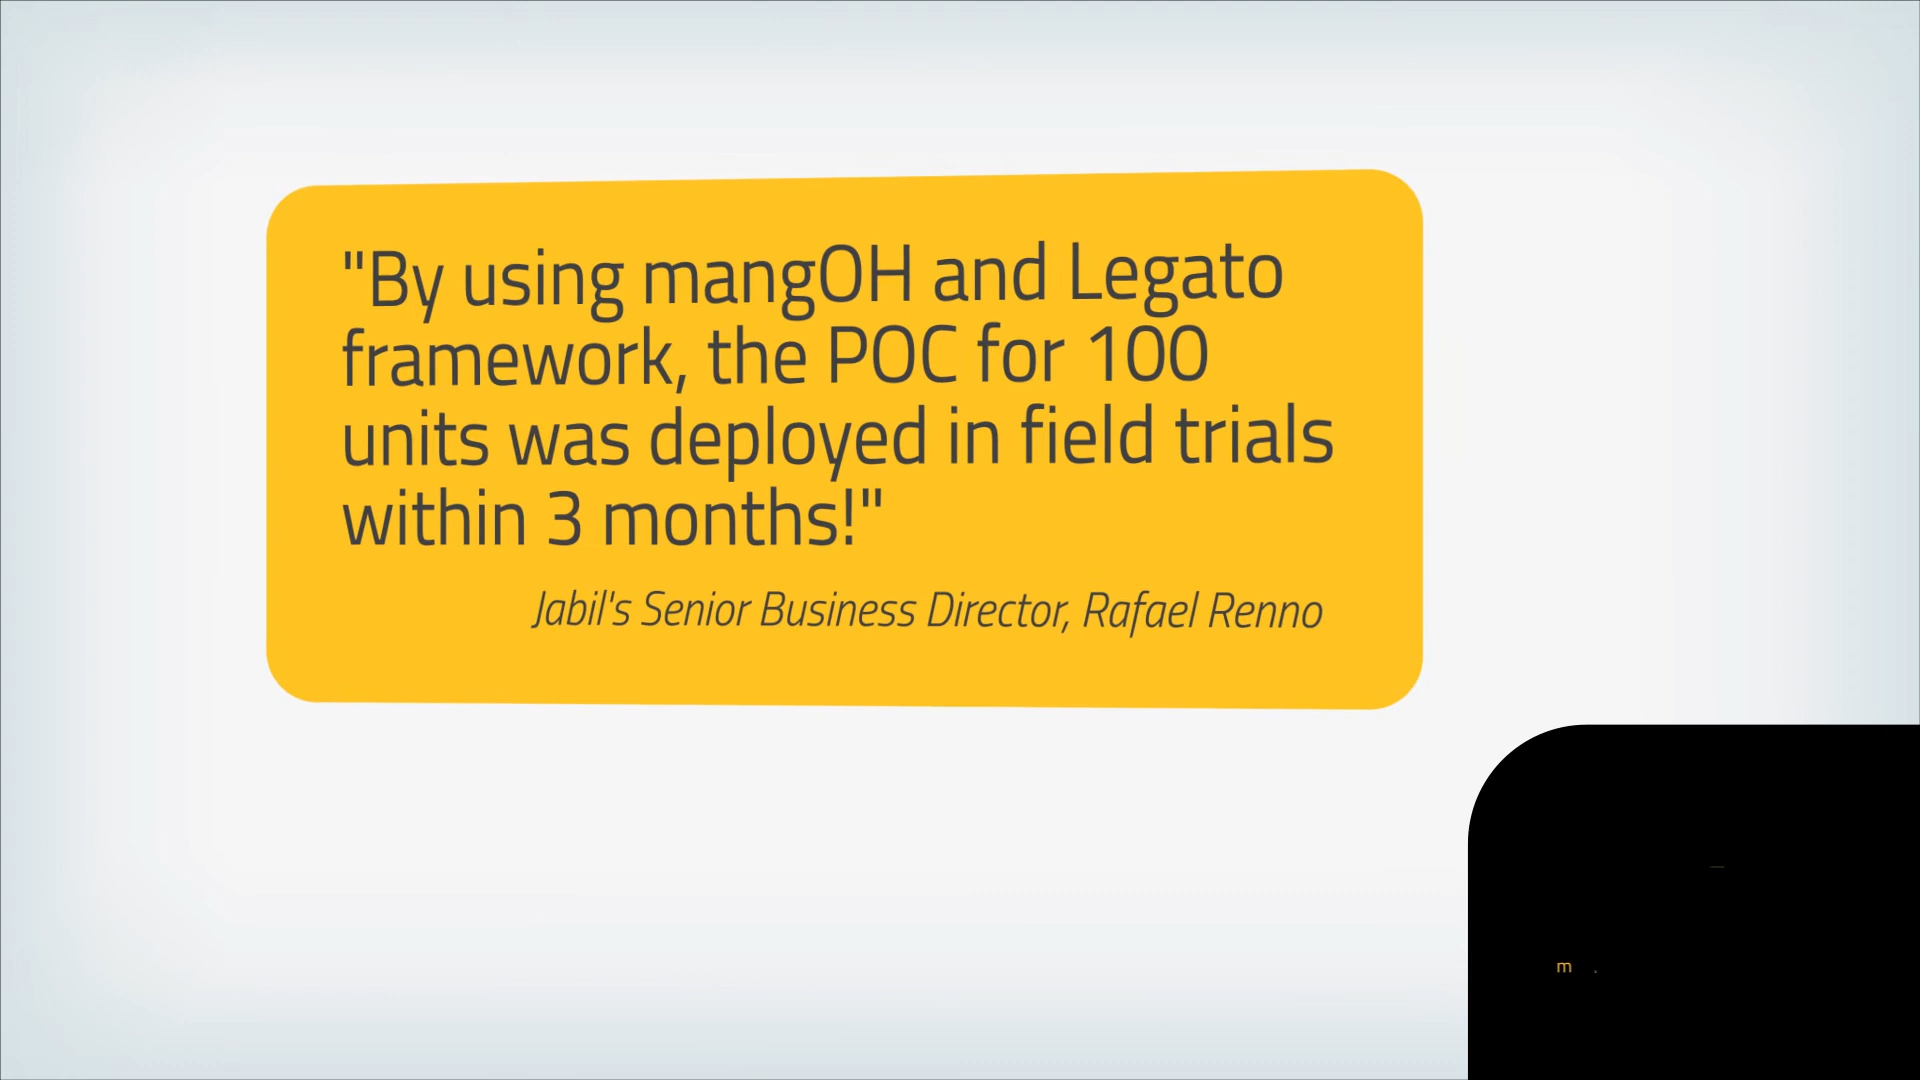 "By using mangOH and Legato
framework, the POC for 100
units was deployed in field trials
within 3 months!"
Jabil's Senior Business Director, Rafael Renno
m